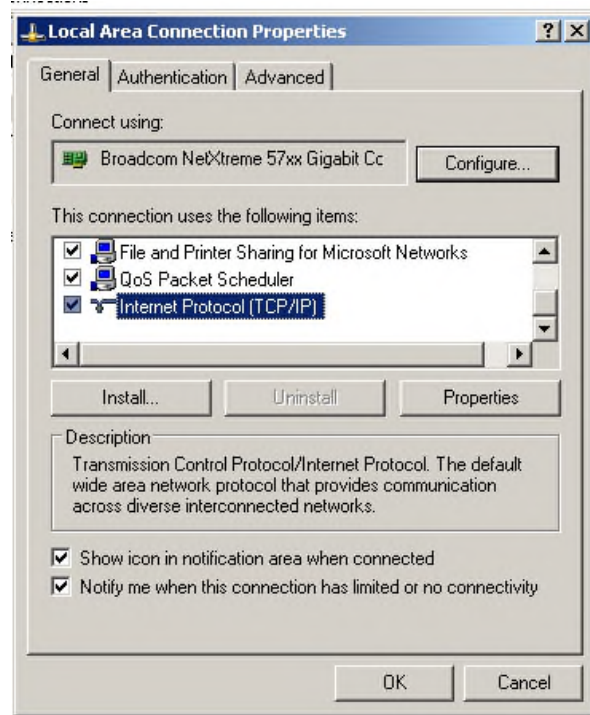 Local Area Connection Properties
General Authentication Advanced
Connect using:
Broadcom NetXtreme 57xx Gigabit Cc Configure...
This connection uses the following items:
File and Printer Sharing for Microsoft Networks
QoS Packet Scheduler
Internet Protocol (TCP/IP)
Install... Uninstall Properties
Description
Transmission Control Protocol/Internet Protocol. The default
wide area network protocol that provides communication
across diverse interconnected networks.
Show icon in notification area when connected
Notify me when this connection has limited or no connectivity
OK Cancel